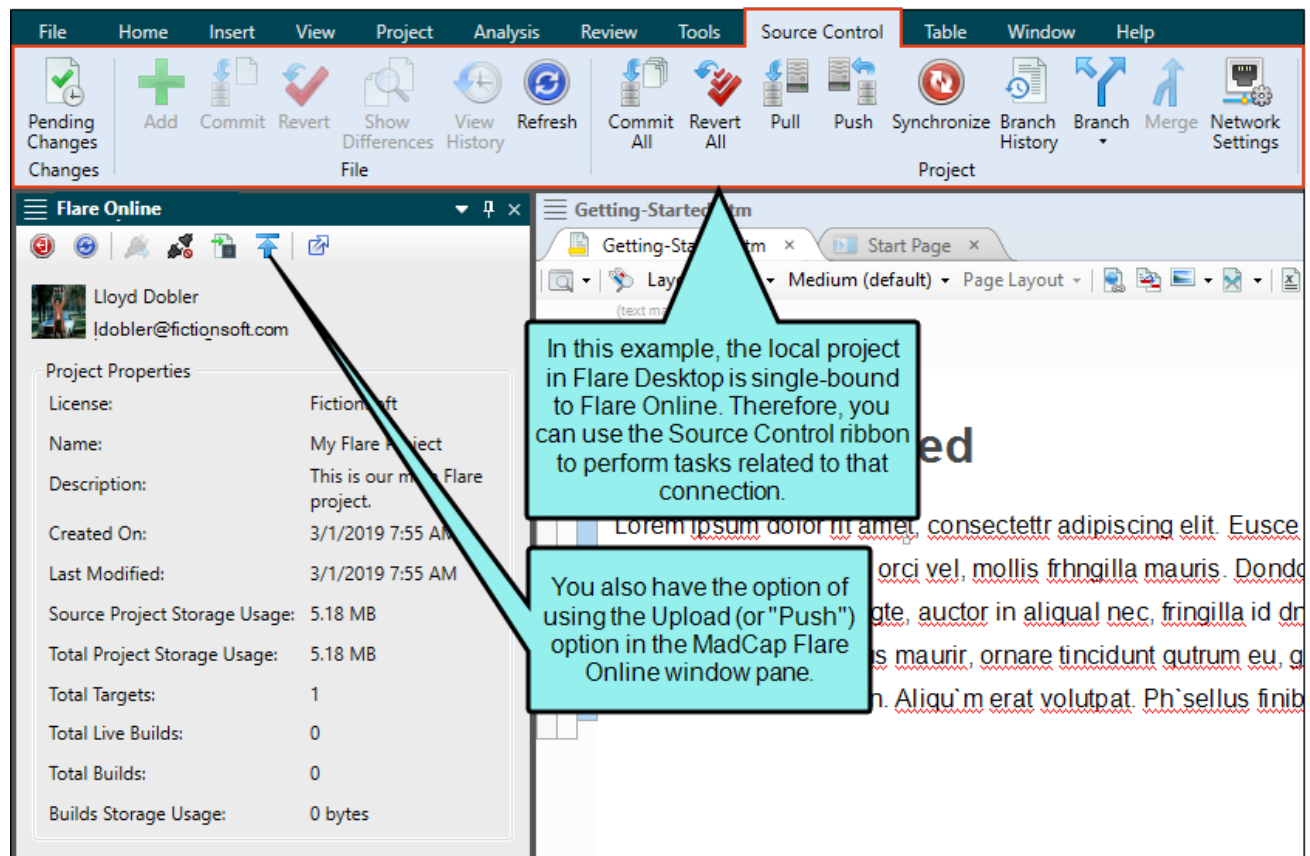 File Home Insert View Project Analysis Review Tools Source Control Table Window Help
Pending Changes Add Commit Revert Show Differences View History Refresh Commit All Revert All Pull Push Synchronize Branch History Branch Merge Network Settings
Changes File Project
Flare Online
Getting-Started
Getting-Sta Start Page
Medium (default) Page Layout
Lloyd Dobler
ldobler@fictionsoft.com
(text
In this example, the local project
in Flare Desktop is single-bound
to Flare Online. Therefore, you
can use the Source Control ribbon
to perform tasks related to that
connection.
Project Properties
License:
Name: My Flare Project
Description: This is our Flare
project.
Created On: 3/1/2019 7:55 AM
Last Modified: 3/1/2019 7:55 AM
Source Project Storage Usage: 5.18 MB
Total Project Storage Usage: 5.18 MB
Total Targets: 1
Total Live Builds: 0
Total Builds: 0
Builds Storage Usage: 0 bytes
ed
Lorem ipsum dolor rit amet, consectettr adipiscing elit. Eusce
orci vel, mollis frhngilla mauris. Dondo
gte, auctor in aliqual nec, fringilla id
maurir, ornare tincidunt qutrum eu,
n. Aliqu`m erat volutpat. Ph`sellus finib
You also have the option of
using the Upload (or "Push")
option in the MadCap Flare
Online window pane.